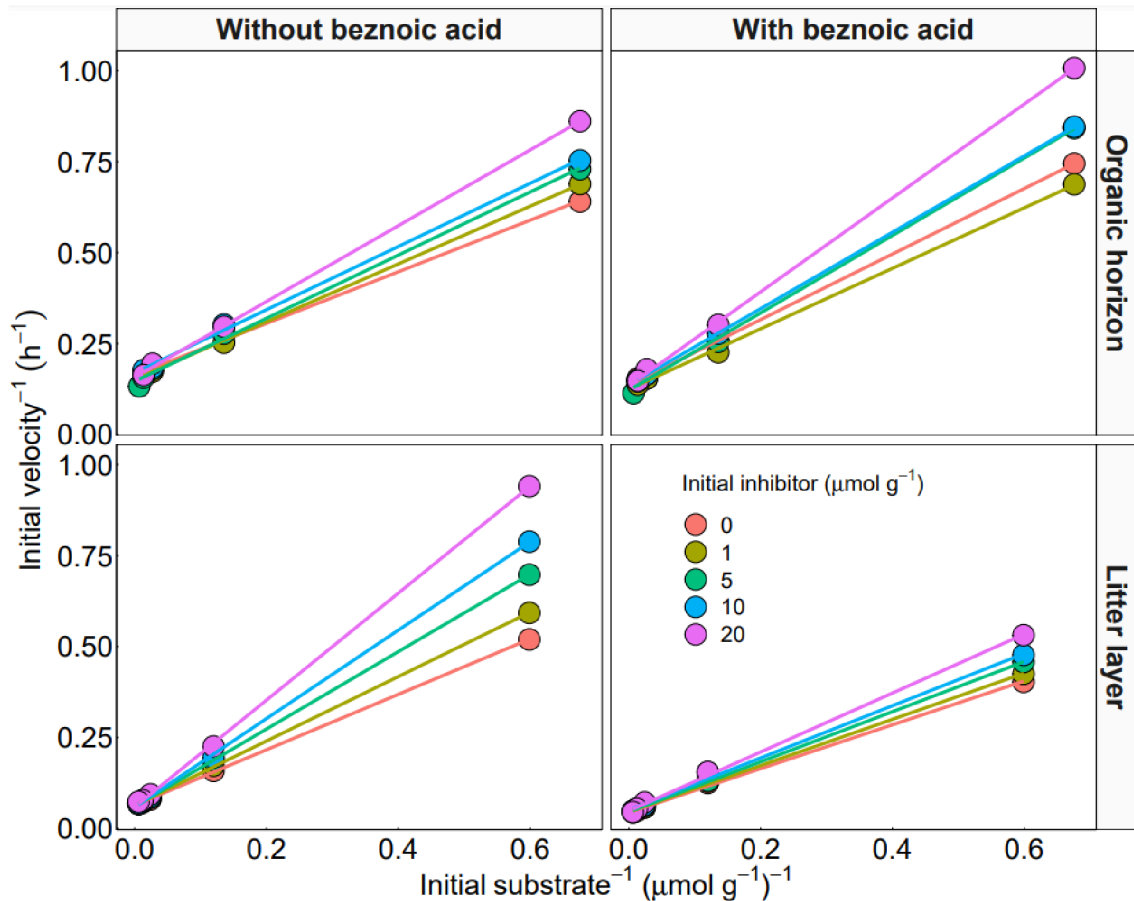 Without beznoic acid
With beznoic acid
1.00
0.75
0.50
0.25
0.00
Organic horizon
1.00
0.75
0.50
0.25
0.00
Initial velocity⁻¹ (h⁻¹)
Initial inhibitor (μmol g⁻¹)
0
1
5
10
20
Litter layer
0.0 0.2 0.4 0.6 0.0 0.2 0.4 0.6
Initial substrate⁻¹ (μmol g⁻¹)⁻¹